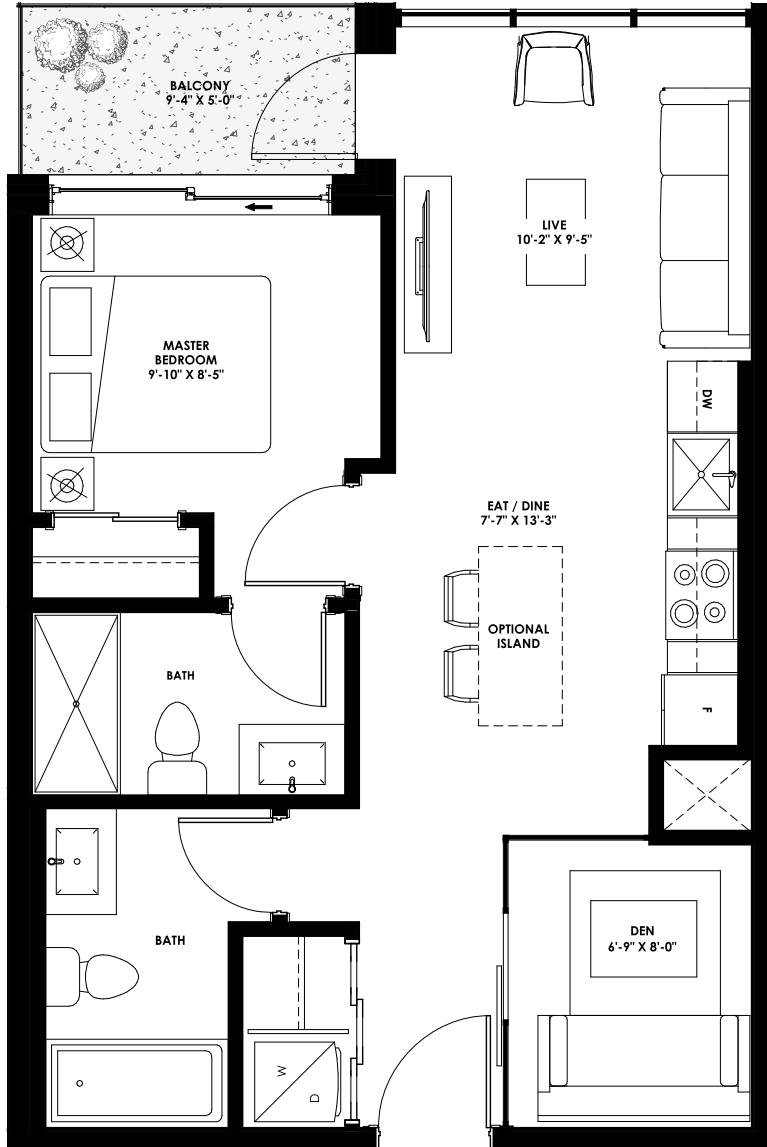 BALCONY
9'-4" X 5'-0"
LIVE
10'-2" X 9'-5"
MASTER
BEDROOM
9'-10" X 8'-5"
DW
EAT / DINE
7'-7" X 13'-3"
OPTIONAL
ISLAND
BATH
F
BATH
DEN
6'-9" X 8'-0"
W
D